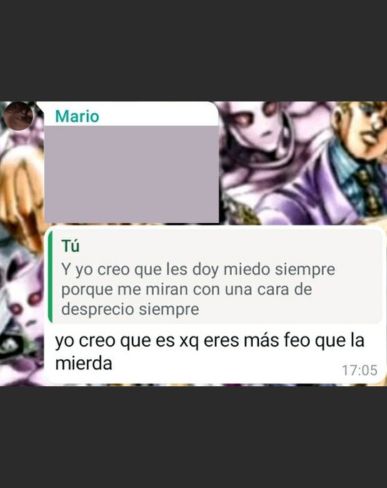 Mario
Tú
Y yo creo que les doy miedo siempre
porque me miran con una cara de
desprecio siempre
yo creo que es xq eres más feo que la
mierda
17:05